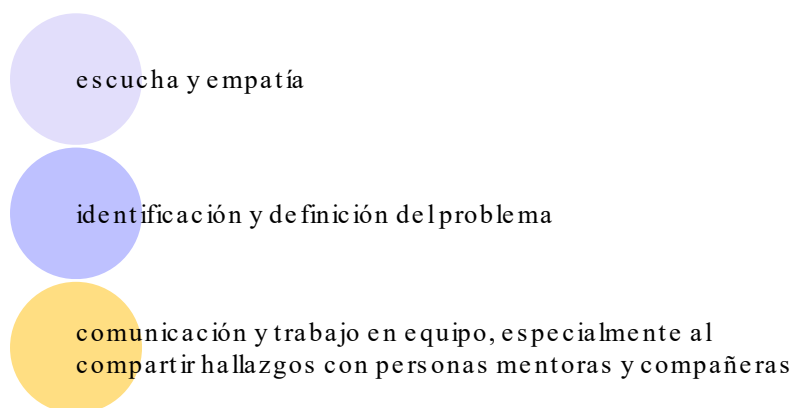 escucha y empatía
identificación y definición del problema
comunicación y trabajo en equipo, especialmente al
compartir hallazgos con personas mentoras y compañeras